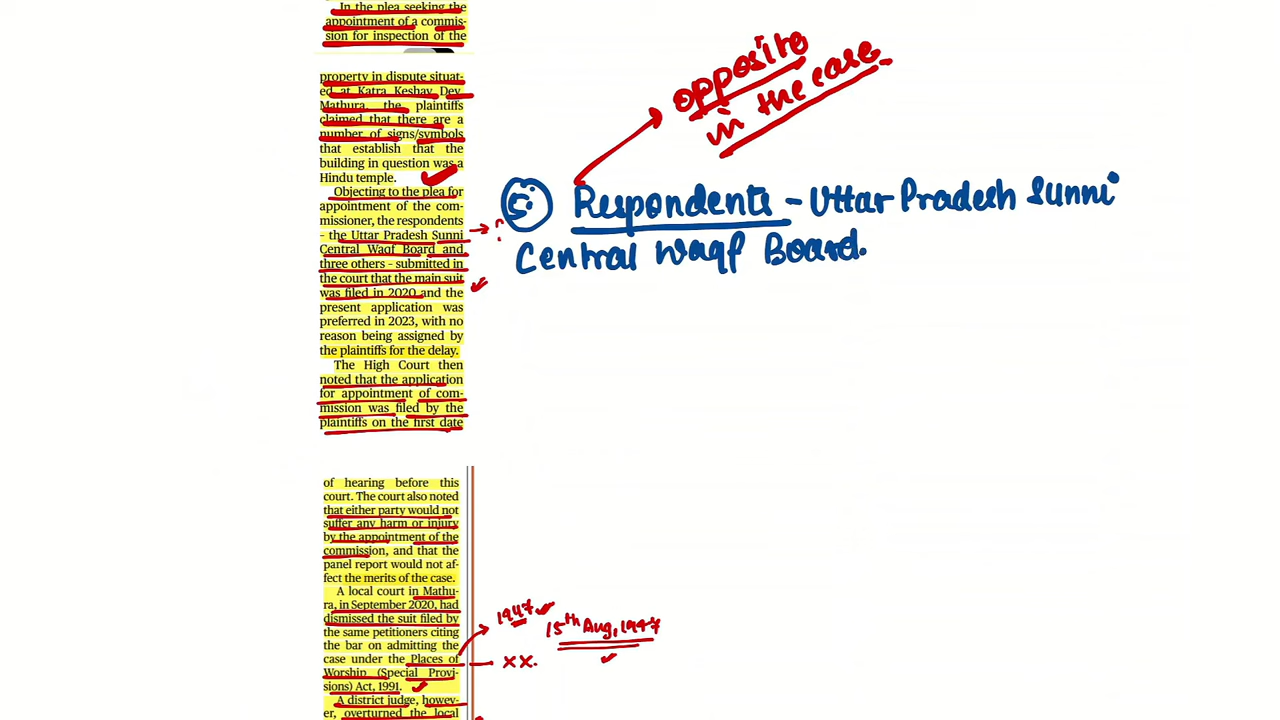 In the plea seeking the
appointment of a commis-
sion for inspection of the
property in dispute situat-
ed at Katra Keshav Dev
Mathura, the plaintiffs
claimed that there are a
number of signs/symbols
that establish that the
building in question was a
Hindu temple.
Objecting to the plea for
appointment of the com-
missioner, the respondents
- the Uttar Pradesh Sunni
Central Waqf Board and
three others - submitted in
the court that the main suit
was filed in 2020 and the
present application was
preferred in 2023, with no
reason being assigned by
the plaintiffs for the delay.
The High Court then
noted that the application
for appointment of com-
mission was filed by the
plaintiffs on the first date
of hearing before this
court. The court also noted
that either party would not
suffer any harm or injury
by the appointment of the
commission, and that the
panel report would not af-
fect the merits of the case.
A local court in Mathu-
ra, in September 2020, had
dismissed the suit filed by
the same petitioners citing
the bar on admitting the
case under the Places of
Worship (Special Provi-
sions) Act, 1991.
A district judge, howev-
er, overturned the local
opposite
in the case
5 Respondents - Uttar Pradesh Sunni
Central Waqf Board.
1947
15th Aug, 1947
xx.